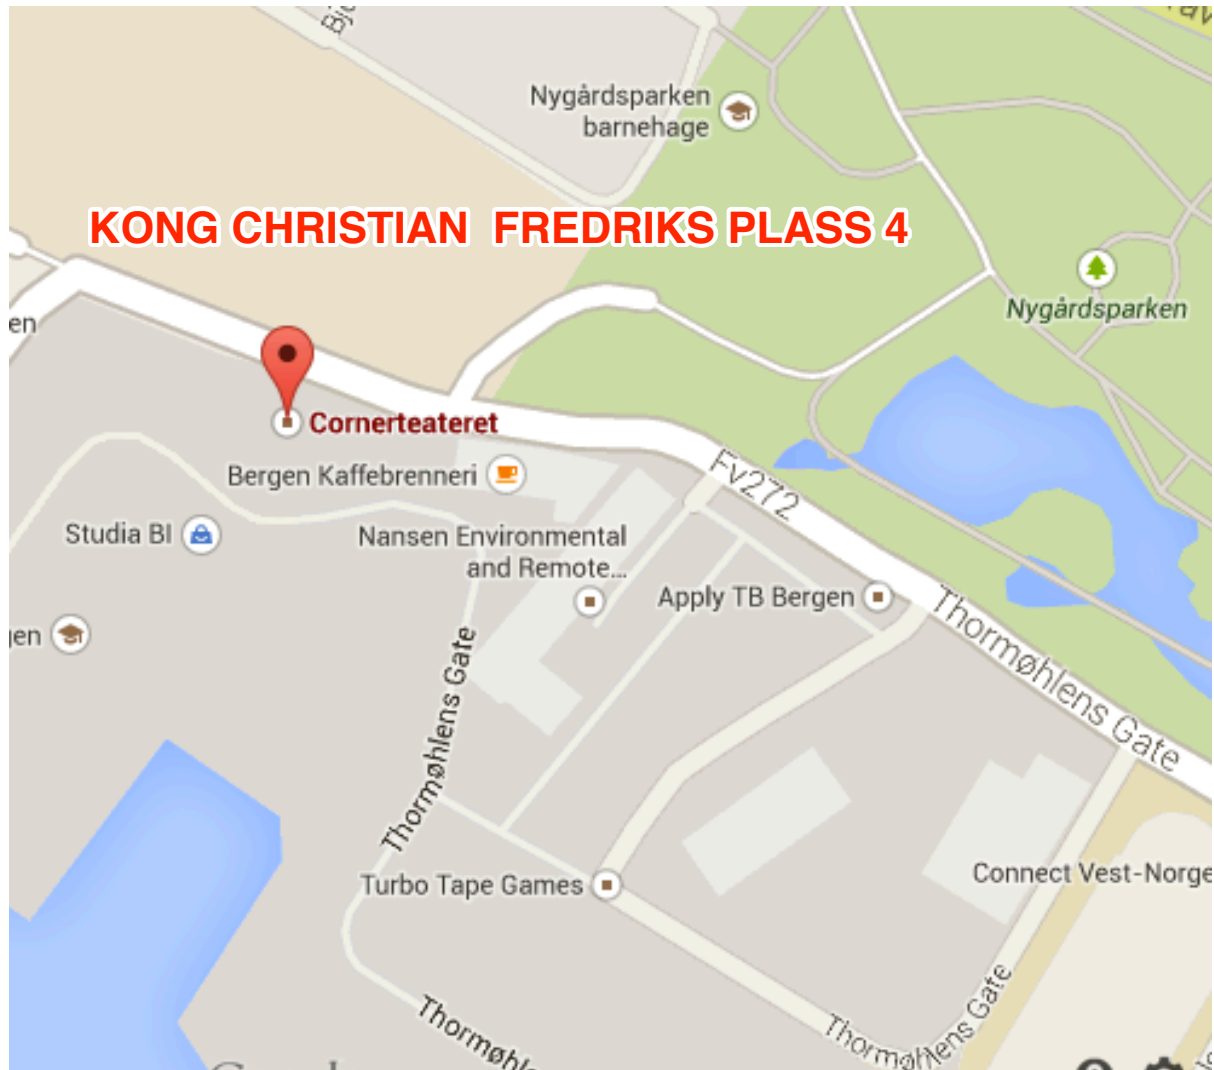 Nygårdsparken
barnehage
KONG CHRISTIAN  FREDRIKS PLASS 4
Nygårdsparken
en
Cornerteateret
Bergen Kaffebrenneri
Fv272
Studia BI
Nansen Environmental
and Remote...
Apply TB Bergen
Thormøhlens Gate
en
Thormøhlens Gate
Turbo Tape Games
Connect Vest-Norge
Thormøhlens Gate
Thormøhle